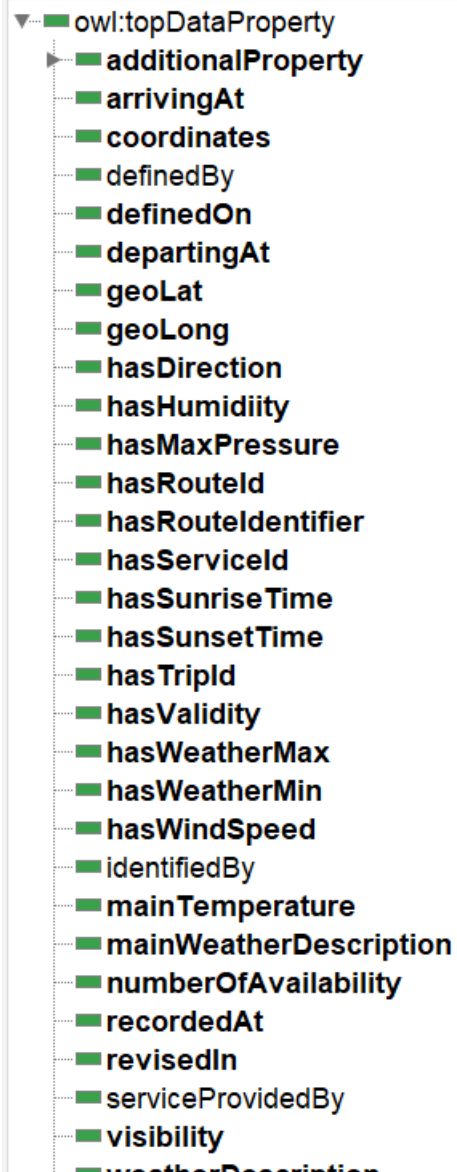 owl:topDataProperty
additionalProperty
arrivingAt
coordinates
definedBy
definedOn
departingAt
geoLat
geoLong
hasDirection
hasHumidiity
hasMaxPressure
hasRouteId
hasRouteIdentifier
hasServiceId
hasSunriseTime
hasSunsetTime
hasTripId
hasValidity
hasWeatherMax
hasWeatherMin
hasWindSpeed
identifiedBy
mainTemperature
mainWeatherDescription
numberOfAvailability
recordedAt
revisedIn
serviceProvidedBy
visibility
weatherDescription